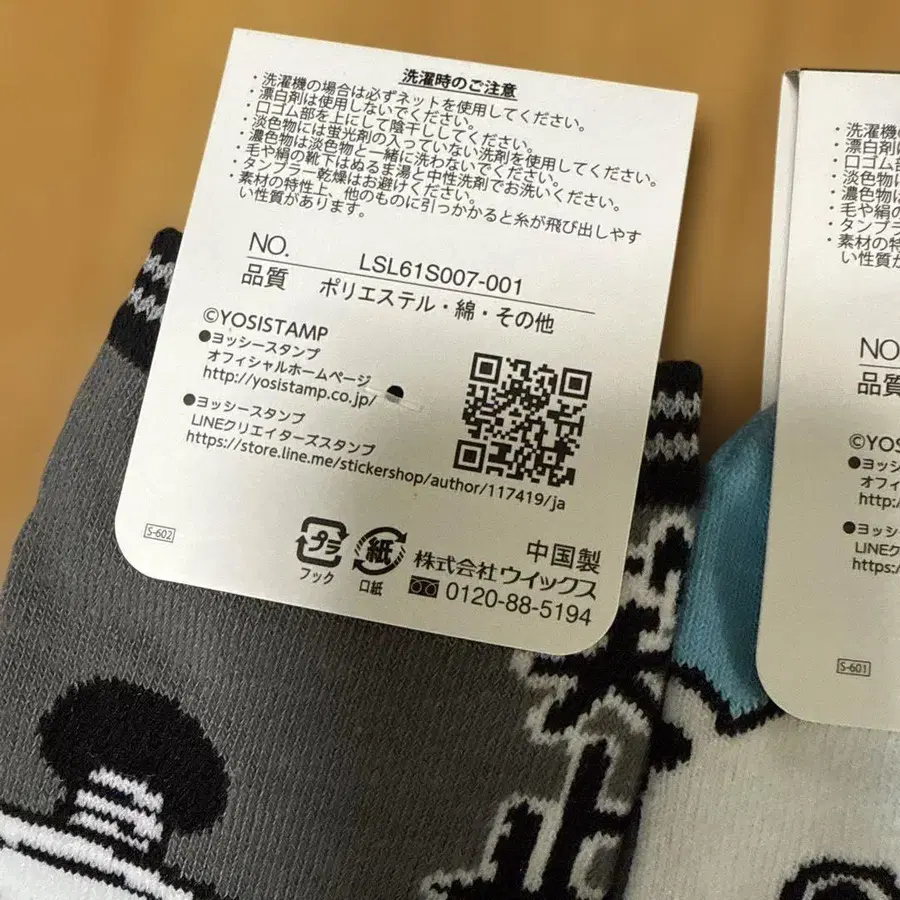 洗濯時のご注意
・洗濯機の場合は必ずネットを使用してください。
・漂白剤は使用しないでください。
・口ゴム部を上にして陰干ししてください。
・淡色物には蛍光剤の入っていない洗剤を使用してください。
・濃色物は淡色物と一緒に洗わないでください。
・毛や絹の靴下はぬるま湯と中性洗剤でお洗いください。
・タンブラー乾燥はお避けください。
・素材の特性上、他のものに引っかかると糸が飛び出しやす
い性質があります。
NO. LSL61S007-001
品質 ポリエステル・綿・その他
©YOSISTAMP
●ヨッシースタンプ
オフィシャルホームページ
http://yosistamp.co.jp/
●ヨッシースタンプ
LINEクリエイターズスタンプ
https://store.line.me/stickershop/author/117419/ja
S-602
プラ
フック
紙
口紙
中国製
株式会社ウイックス
0120-88-5194
・洗濯機
・漂白剤に
・口ゴム部
・淡色物に
・濃色物は
・毛や絹の
・タンブラ
・素材の特
い性質が
NO
品質
©YOSIS
●ヨッシー
オフィ
http:/
●ヨッシー
LINEク
https:/
S-601